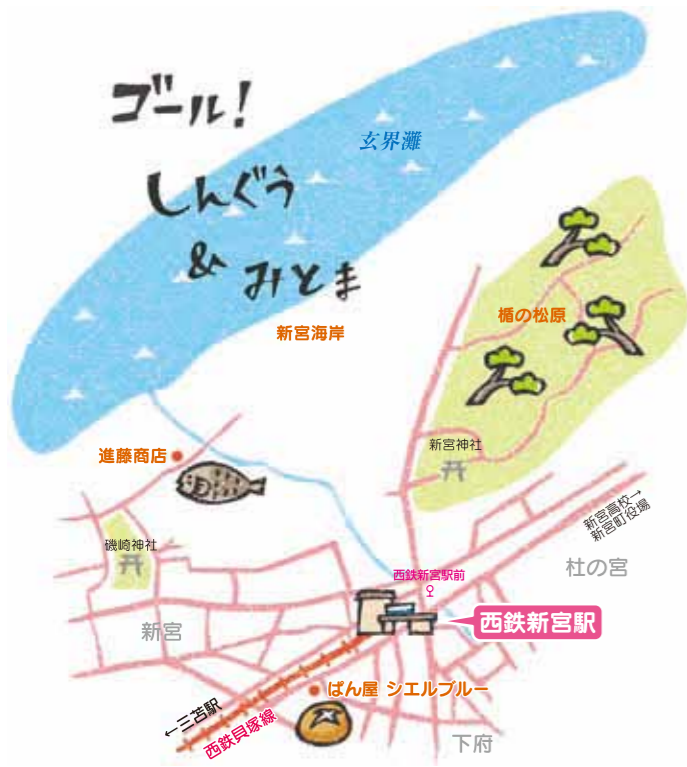 ゴール!
しんぐう
&
みとま
玄界灘
新宮海岸
楯の松原
進藤商店
新宮神社
新宮高校→
新宮町役場
磯崎神社
西鉄新宮駅前
杜の宮
西鉄新宮駅
新宮
ぱん屋 シエルブルー
←三苫駅
西鉄貝塚線
下府